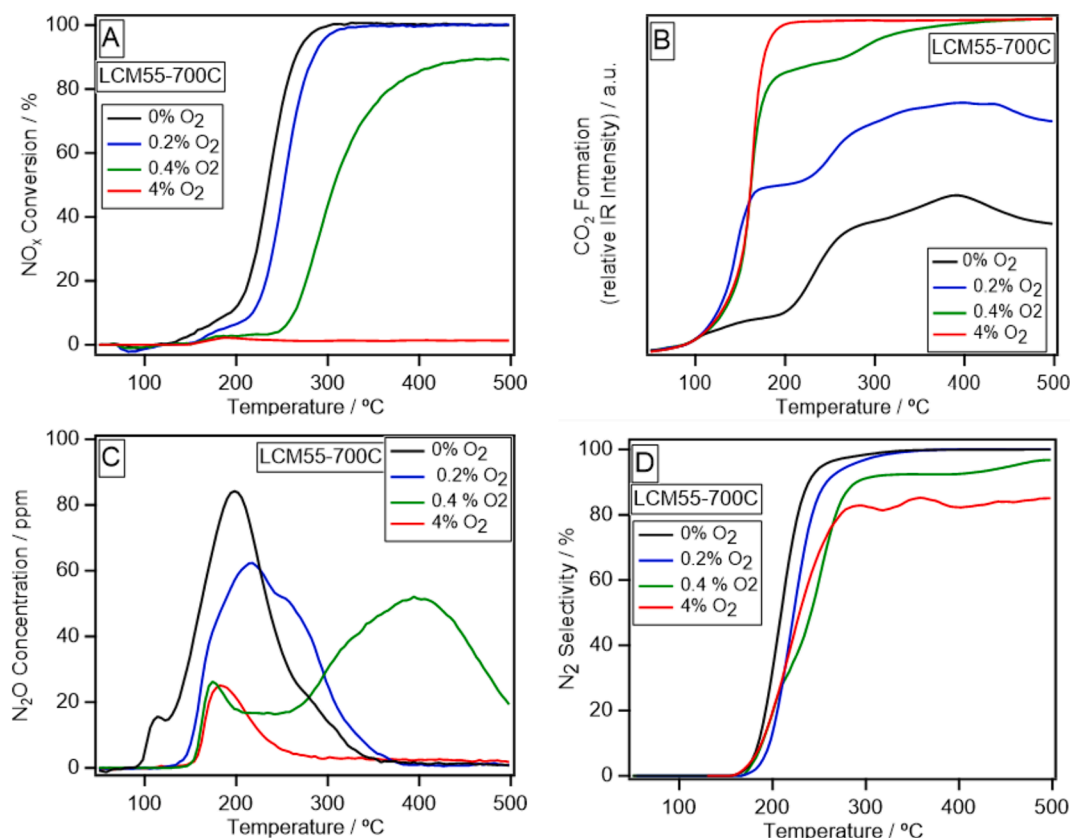 A
LCM55-700C
0% O2
0.2% O2
0.4% O2
4% O2
NOx Conversion / %
100
80
60
40
20
0
100
200
300
400
500
Temperature / ºC
B
LCM55-700C
0% O2
0.2% O2
0.4% O2
4% O2
CO2 Formation
(relative IR Intensity) / a.u.
100
200
300
400
500
Temperature / ºC
C
LCM55-700C
0% O2
0.2% O2
0.4 % O2
4% O2
N2O Concentration / ppm
100
80
60
40
20
0
100
200
300
400
500
Temperature / ºC
D
LCM55-700C
0% O2
0.2% O2
0.4 % O2
4% O2
N2 Selectivity / %
100
80
60
40
20
0
100
200
300
400
500
Temperature / ºC